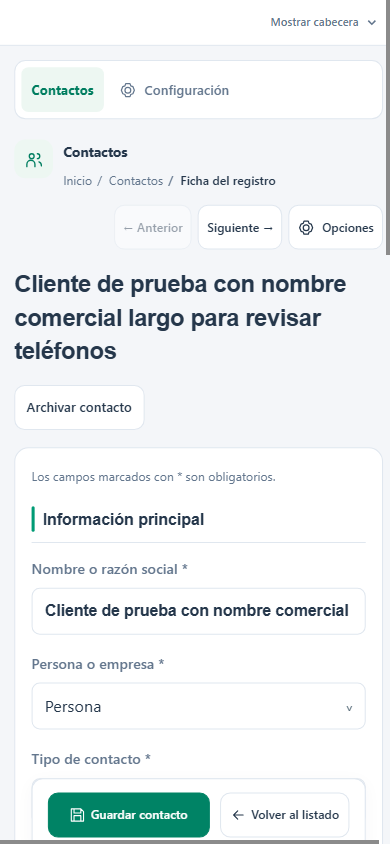 Mostrar cabecera
Contactos Configuración
Contactos
Inicio / Contactos / Ficha del registro
← Anterior Siguiente → Opciones
Cliente de prueba con nombre
comercial largo para revisar
teléfonos
Archivar contacto
Los campos marcados con * son obligatorios.
Información principal
Nombre o razón social *
Cliente de prueba con nombre comercial
Persona o empresa *
Persona
Tipo de contacto *
Guardar contacto ← Volver al listado